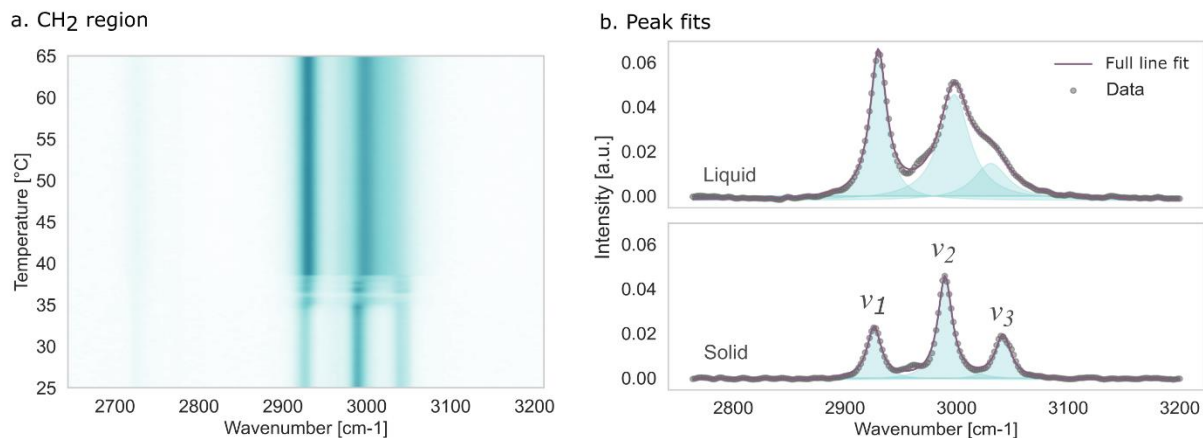 a. CH2 region
65
60
55
50
45
40
35
30
25
Temperature [°C]
2700 2800 2900 3000 3100 3200
Wavenumber [cm-1]
b. Peak fits
0.06
0.04
0.02
0.00
Full line fit
Data
Liquid
Intensity [a.u.]
0.06
0.04
0.02
0.00
v1
v2
v3
Solid
2800 2900 3000 3100 3200
Wavenumber [cm-1]